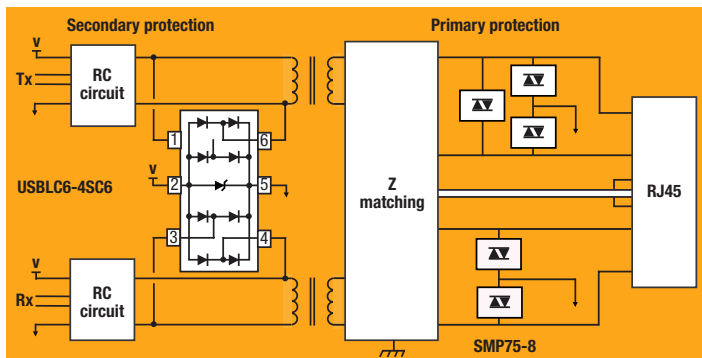 Secondary protection
Primary protection
V
Tx
RC
circuit
1
6
2
5
3
4
V
USBLC6-4SC6
Z
matching
RJ45
V
Rx
RC
circuit
SMP75-8